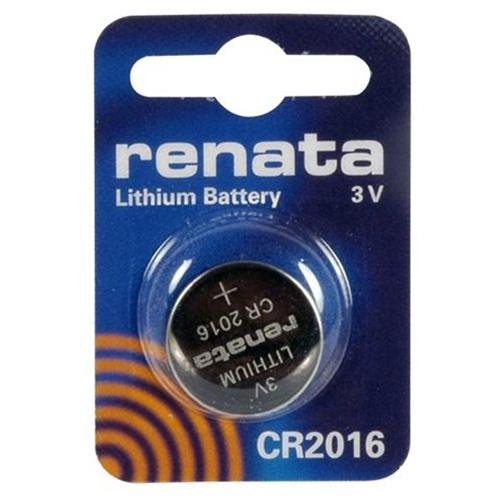 renata
Lithium Battery 3 V
+
CR 2016
renata
LITHIUM
3V
CR2016